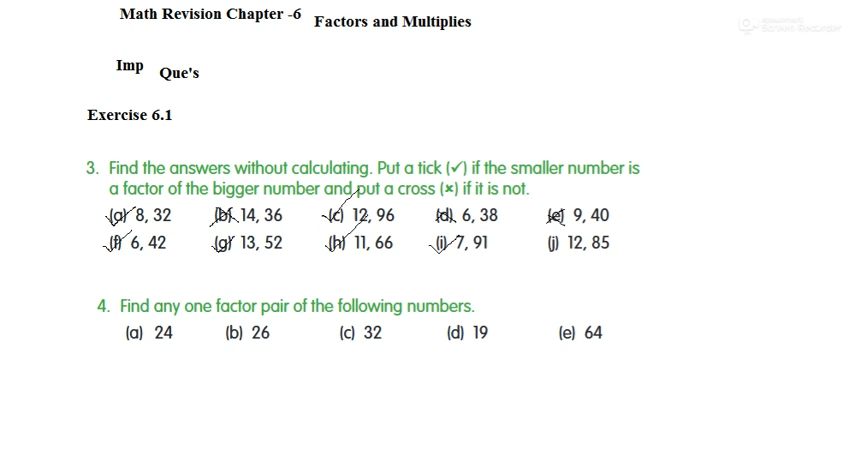 Math Revision Chapter -6 Factors and Multiplies
Imp Que's
Exercise 6.1
3. Find the answers without calculating. Put a tick (✓) if the smaller number is
a factor of the bigger number and put a cross (×) if it is not.
(a) 8, 32 (b) 14, 36 (c) 12, 96 (d) 6, 38 (e) 9, 40
(f) 6, 42 (g) 13, 52 (h) 11, 66 (i) 7, 91 (j) 12, 85
4. Find any one factor pair of the following numbers.
(a) 24 (b) 26 (c) 32 (d) 19 (e) 64